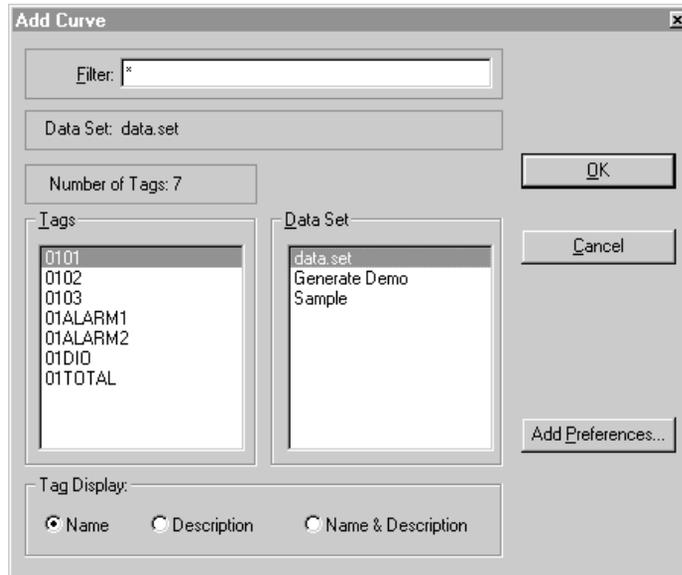 Add Curve
Filter: *
Data Set: data.set
Number of Tags: 7
OK
Tags
0101
0102
0103
01ALARM1
01ALARM2
01DIO
01TOTAL
Data Set
data.set
Generate Demo
Sample
Cancel
Add Preferences...
Tag Display:
Name
Description
Name & Description